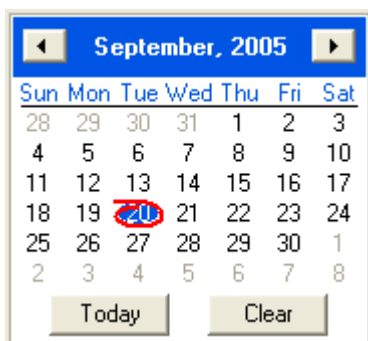 September, 2005
Sun Mon Tue Wed Thu Fri Sat
28 29 30 31 1 2 3
4 5 6 7 8 9 10
11 12 13 14 15 16 17
18 19 20 21 22 23 24
25 26 27 28 29 30 1
2 3 4 5 6 7 8
Today Clear